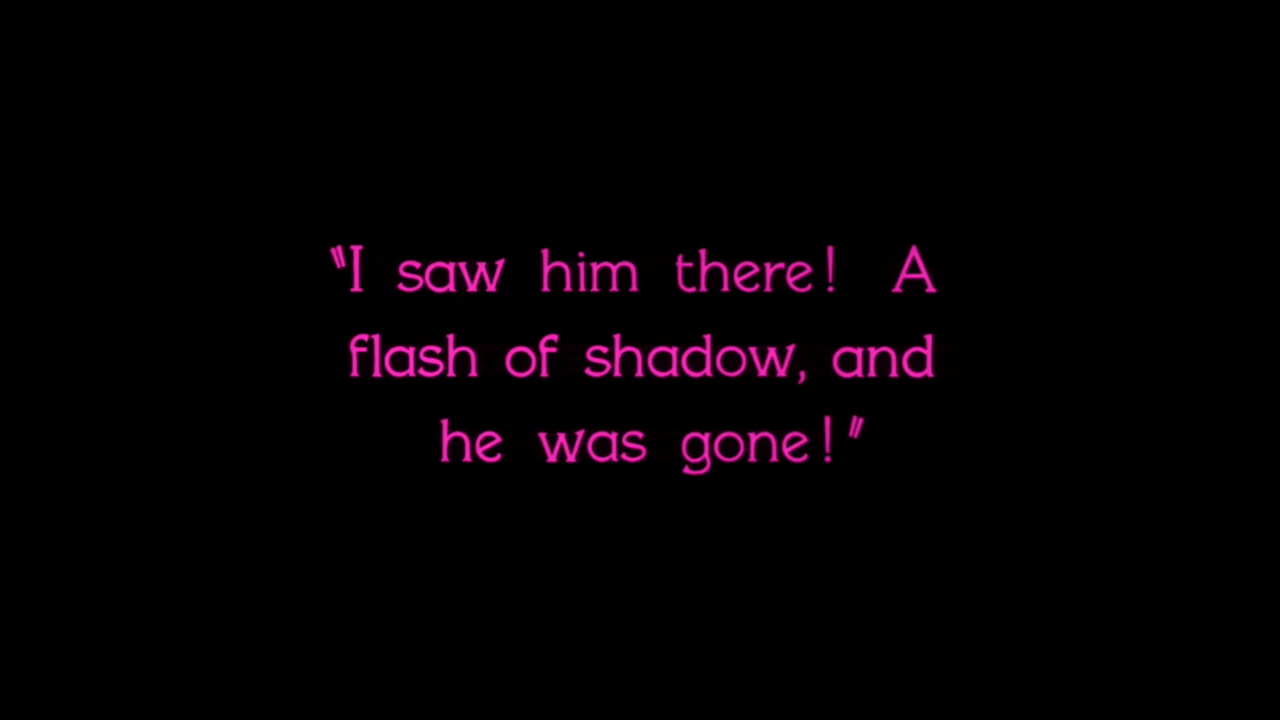 "I saw him there! A
flash of shadow, and
he was gone!"